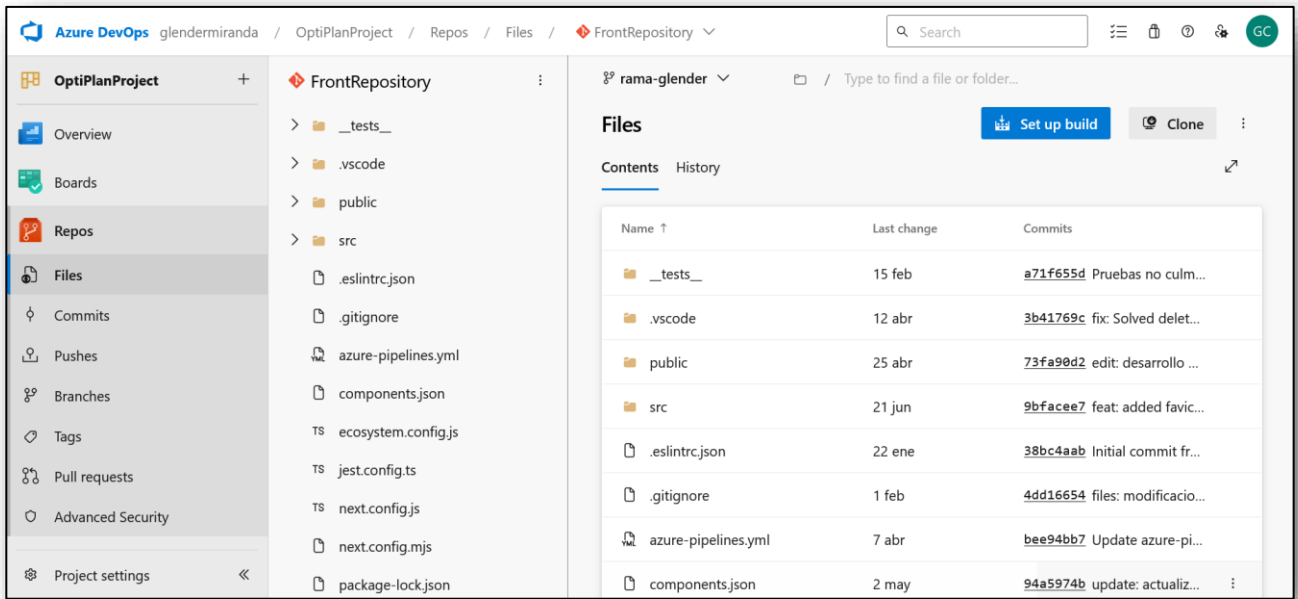 Azure DevOps glendermiranda / OptiPlanProject / Repos / Files / FrontRepository
Search
GC
OptiPlanProject
Overview
Boards
Repos
Files
Commits
Pushes
Branches
Tags
Pull requests
Advanced Security
Project settings
FrontRepository
__tests__
.vscode
public
src
.eslintrc.json
.gitignore
YML azure-pipelines.yml
components.json
TS ecosystem.config.js
TS jest.config.ts
TS next.config.js
next.config.mjs
package-lock.json
rama-glender / Type to find a file or folder...
Files
Set up build
Clone
Contents History
Name ↑ Last change Commits
__tests__ 15 feb a71f655d Pruebas no culm...
.vscode 12 abr 3b41769c fix: Solved delet...
public 25 abr 73fa90d2 edit: desarrollo ...
src 21 jun 9bfacee7 feat: added favic...
.eslintrc.json 22 ene 38bc4aab Initial commit fr...
.gitignore 1 feb 4dd16654 files: modificacio...
YML azure-pipelines.yml 7 abr bee94bb7 Update azure-pi...
components.json 2 may 94a5974b update: actualiz...